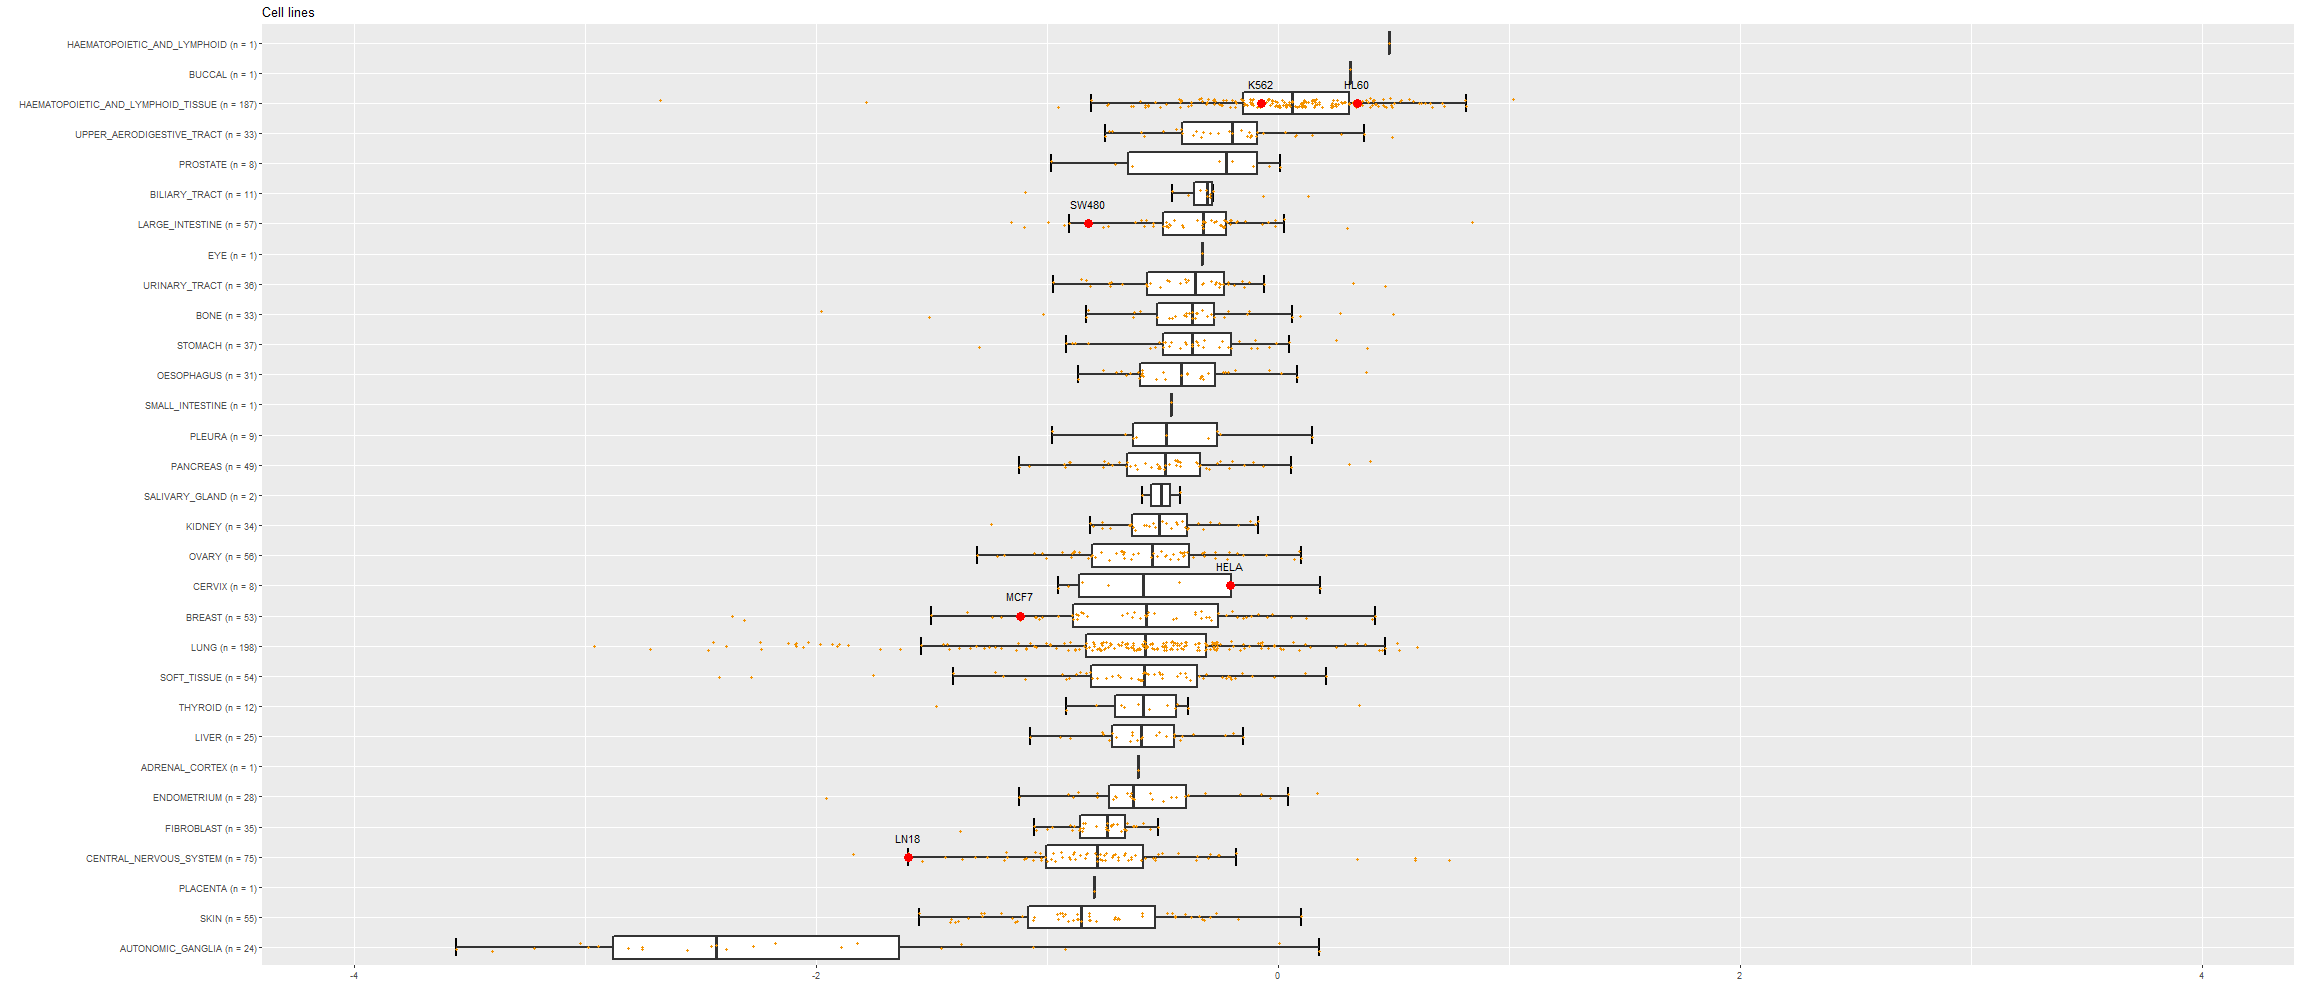 Cell lines
HAEMATOPOIETIC_AND_LYMPHOID (n = 1)
BUCCAL (n = 1)
K562 HL60
HAEMATOPOIETIC_AND_LYMPHOID_TISSUE (n = 187)
UPPER_AERODIGESTIVE_TRACT (n = 33)
PROSTATE (n = 8)
BILIARY_TRACT (n = 11)
SW480
LARGE_INTESTINE (n = 57)
EYE (n = 1)
URINARY_TRACT (n = 36)
BONE (n = 33)
STOMACH (n = 37)
OESOPHAGUS (n = 31)
SMALL_INTESTINE (n = 1)
PLEURA (n = 9)
PANCREAS (n = 49)
SALIVARY_GLAND (n = 2)
KIDNEY (n = 34)
OVARY (n = 56)
HELA
CERVIX (n = 8)
MCF7
BREAST (n = 53)
LUNG (n = 198)
SOFT_TISSUE (n = 54)
THYROID (n = 12)
LIVER (n = 25)
ADRENAL_CORTEX (n = 1)
ENDOMETRIUM (n = 28)
FIBROBLAST (n = 35)
LN18
CENTRAL_NERVOUS_SYSTEM (n = 75)
PLACENTA (n = 1)
SKIN (n = 55)
AUTONOMIC_GANGLIA (n = 24)
-4 -2 0 2 4